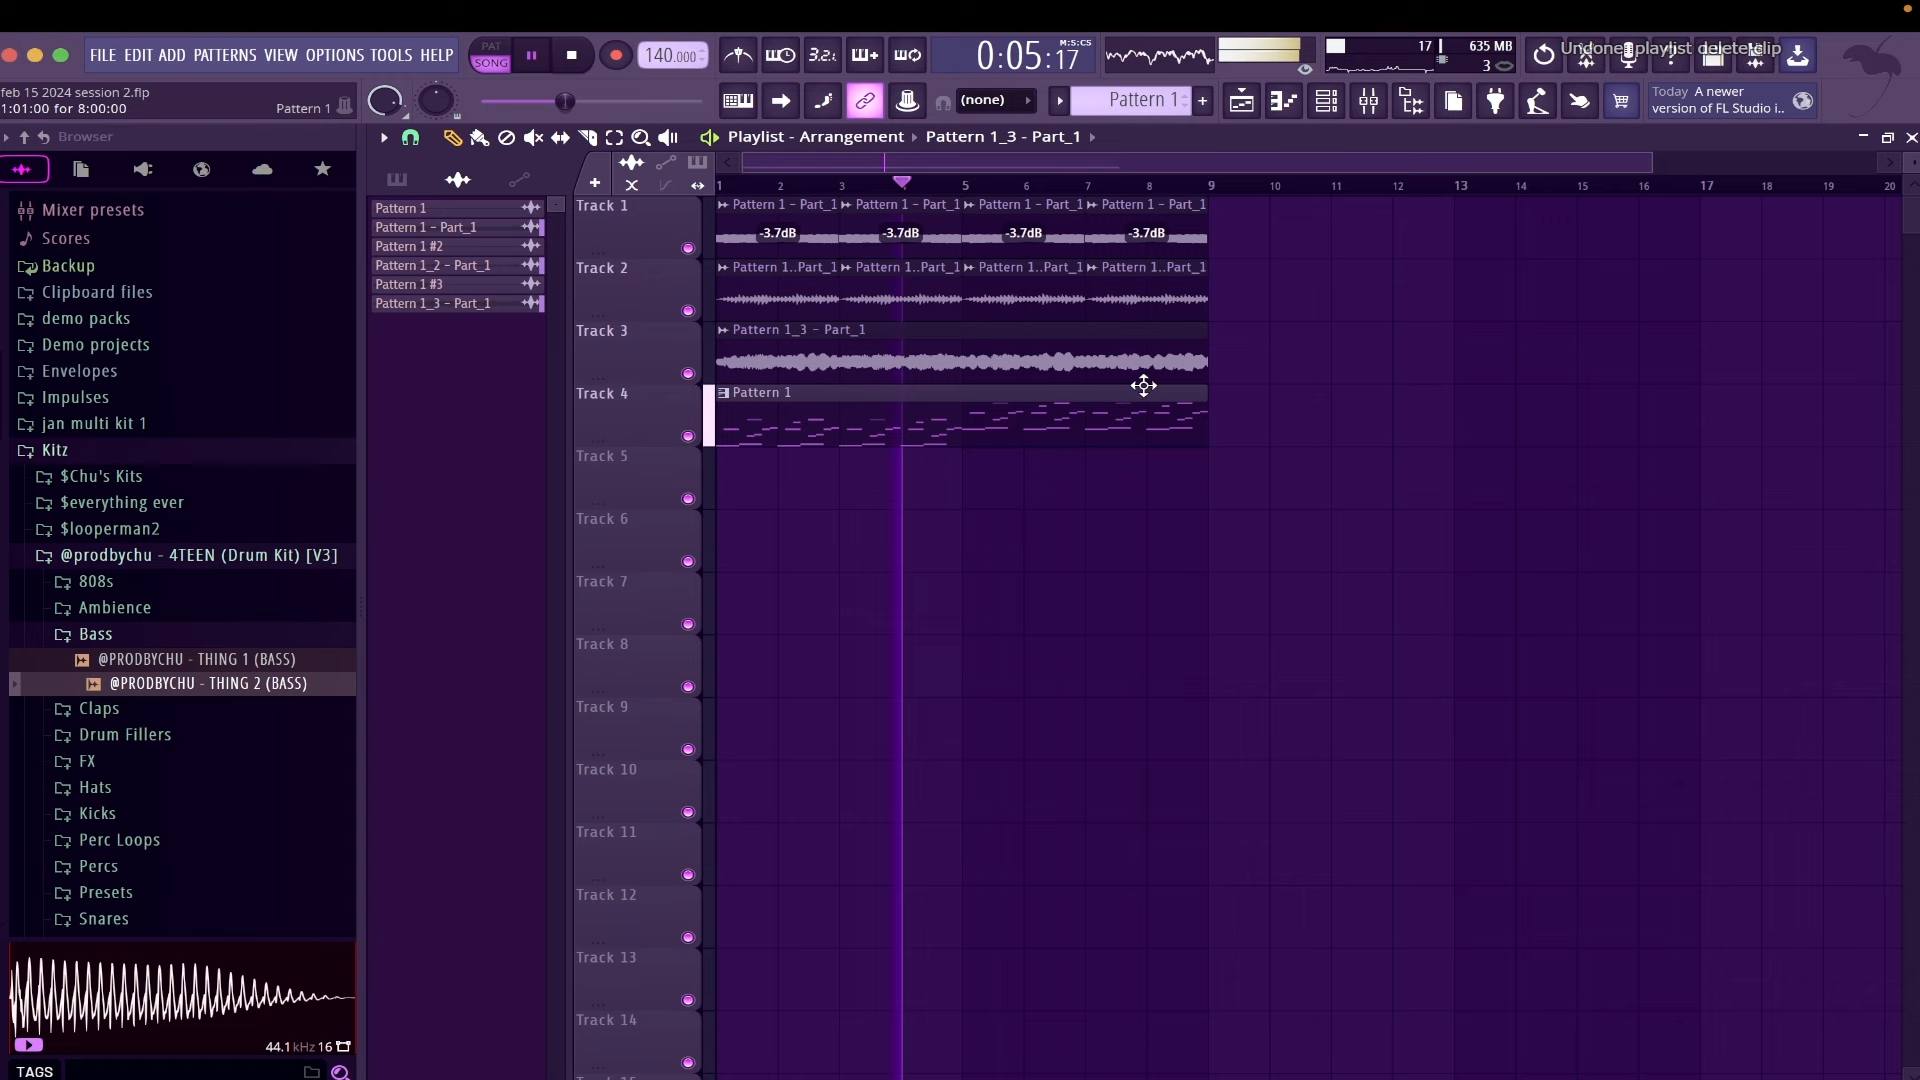 FILE EDIT ADD PATTERNS VIEW OPTIONS TOOLS HELP
PAT
SONG
140.000
3.2.
0:05:17
M:S:CS
17
635 MB
3
Undone playlist delete clip
feb 15 2024 session 2.flp
1:01:00 for 8:00:00
Pattern 1
(none)
Pattern 1
Today A newer
version of FL Studio i..
Browser
Playlist - Arrangement
Pattern 1_3 - Part_1
1 2 3 5 6 7 8 9 10 11 12 13 14 15 16 17 18 19 20
Mixer presets
Scores
Backup
Clipboard files
demo packs
Demo projects
Envelopes
Impulses
jan multi kit 1
Kitz
$Chu's Kits
$everything ever
$looperman2
@prodbychu - 4TEEN (Drum Kit) [V3]
808s
Ambience
Bass
@PRODBYCHU - THING 1 (BASS)
@PRODBYCHU - THING 2 (BASS)
Claps
Drum Fillers
FX
Hats
Kicks
Perc Loops
Percs
Presets
Snares
44.1kHz 16
TAGS
Pattern 1
Pattern 1 - Part_1
Pattern 1 #2
Pattern 1_2 - Part_1
Pattern 1 #3
Pattern 1_3 - Part_1
Track 1
Pattern 1 - Part_1 Pattern 1 - Part_1 Pattern 1 - Part_1 Pattern 1 - Part_1
-3.7dB -3.7dB -3.7dB -3.7dB
Track 2
Pattern 1..Part_1 Pattern 1..Part_1 Pattern 1..Part_1 Pattern 1..Part_1
Track 3
Pattern 1_3 - Part_1
Track 4
Pattern 1
Track 5
Track 6
Track 7
Track 8
Track 9
Track 10
Track 11
Track 12
Track 13
Track 14